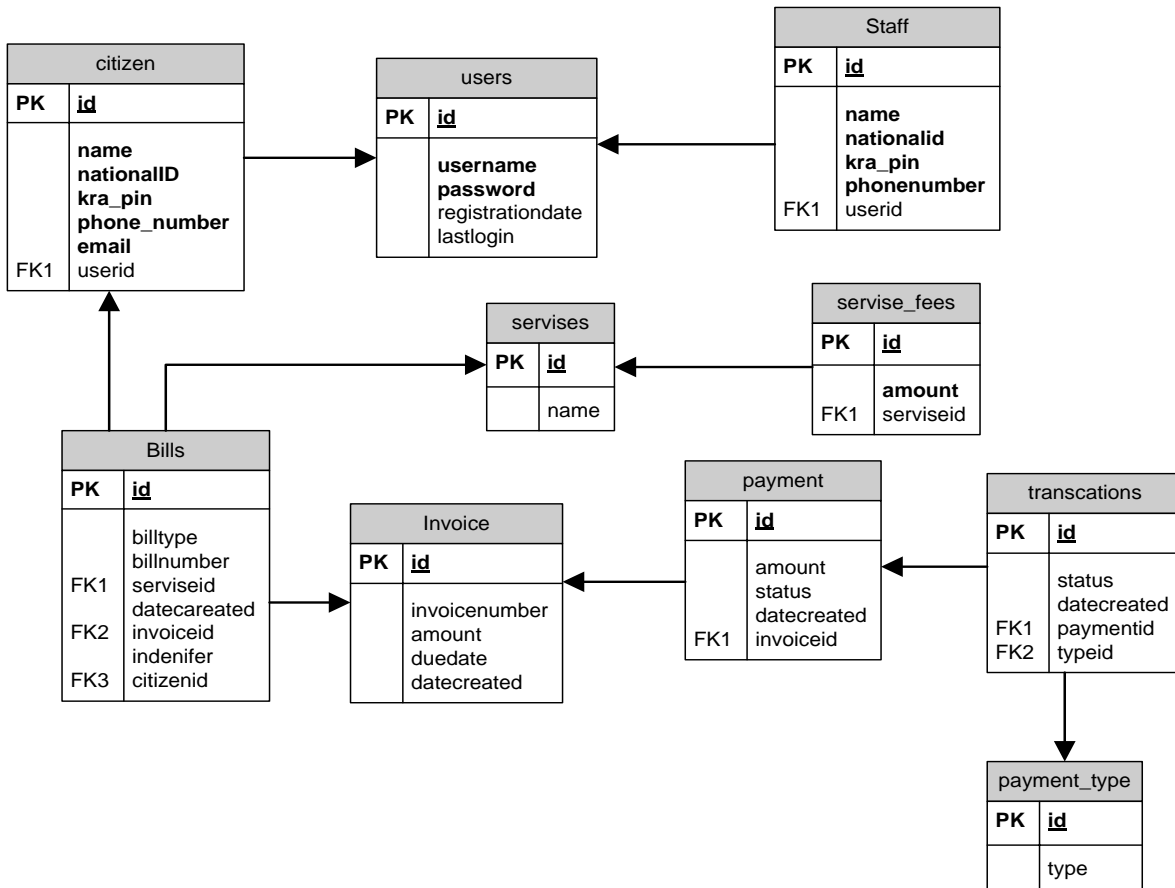 citizen
PK id
name
nationalID
kra_pin
phone_number
email
FK1 userid
users
PK id
username
password
registrationdate
lastlogin
Staff
PK id
name
nationalid
kra_pin
phonenumber
FK1 userid
servises
PK id
name
servise_fees
PK id
amount
FK1 serviseid
Bills
PK id
billtype
billnumber
FK1 serviseid
datecareated
FK2 invoiceid
indenifer
FK3 citizenid
Invoice
PK id
invoicenumber
amount
duedate
datecreated
payment
PK id
amount
status
datecreated
FK1 invoiceid
transcations
PK id
status
datecreated
FK1 paymentid
FK2 typeid
payment_type
PK id
type